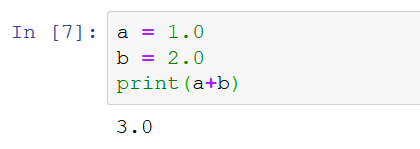 In [7]: a = 1.0
b = 2.0
print(a+b)
3.0